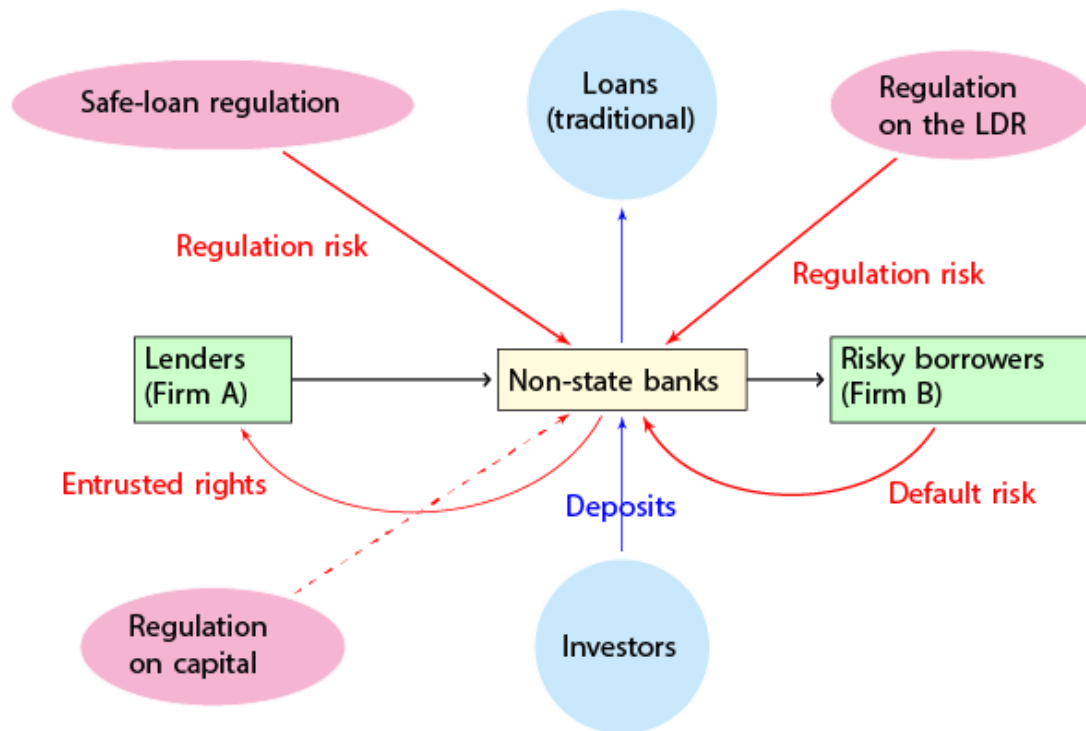 Safe-loan regulation
Loans
(traditional)
Regulation
on the LDR
Regulation risk
Regulation risk
Lenders
(Firm A)
Non-state banks
Risky borrowers
(Firm B)
Entrusted rights
Deposits
Default risk
Regulation
on capital
Investors